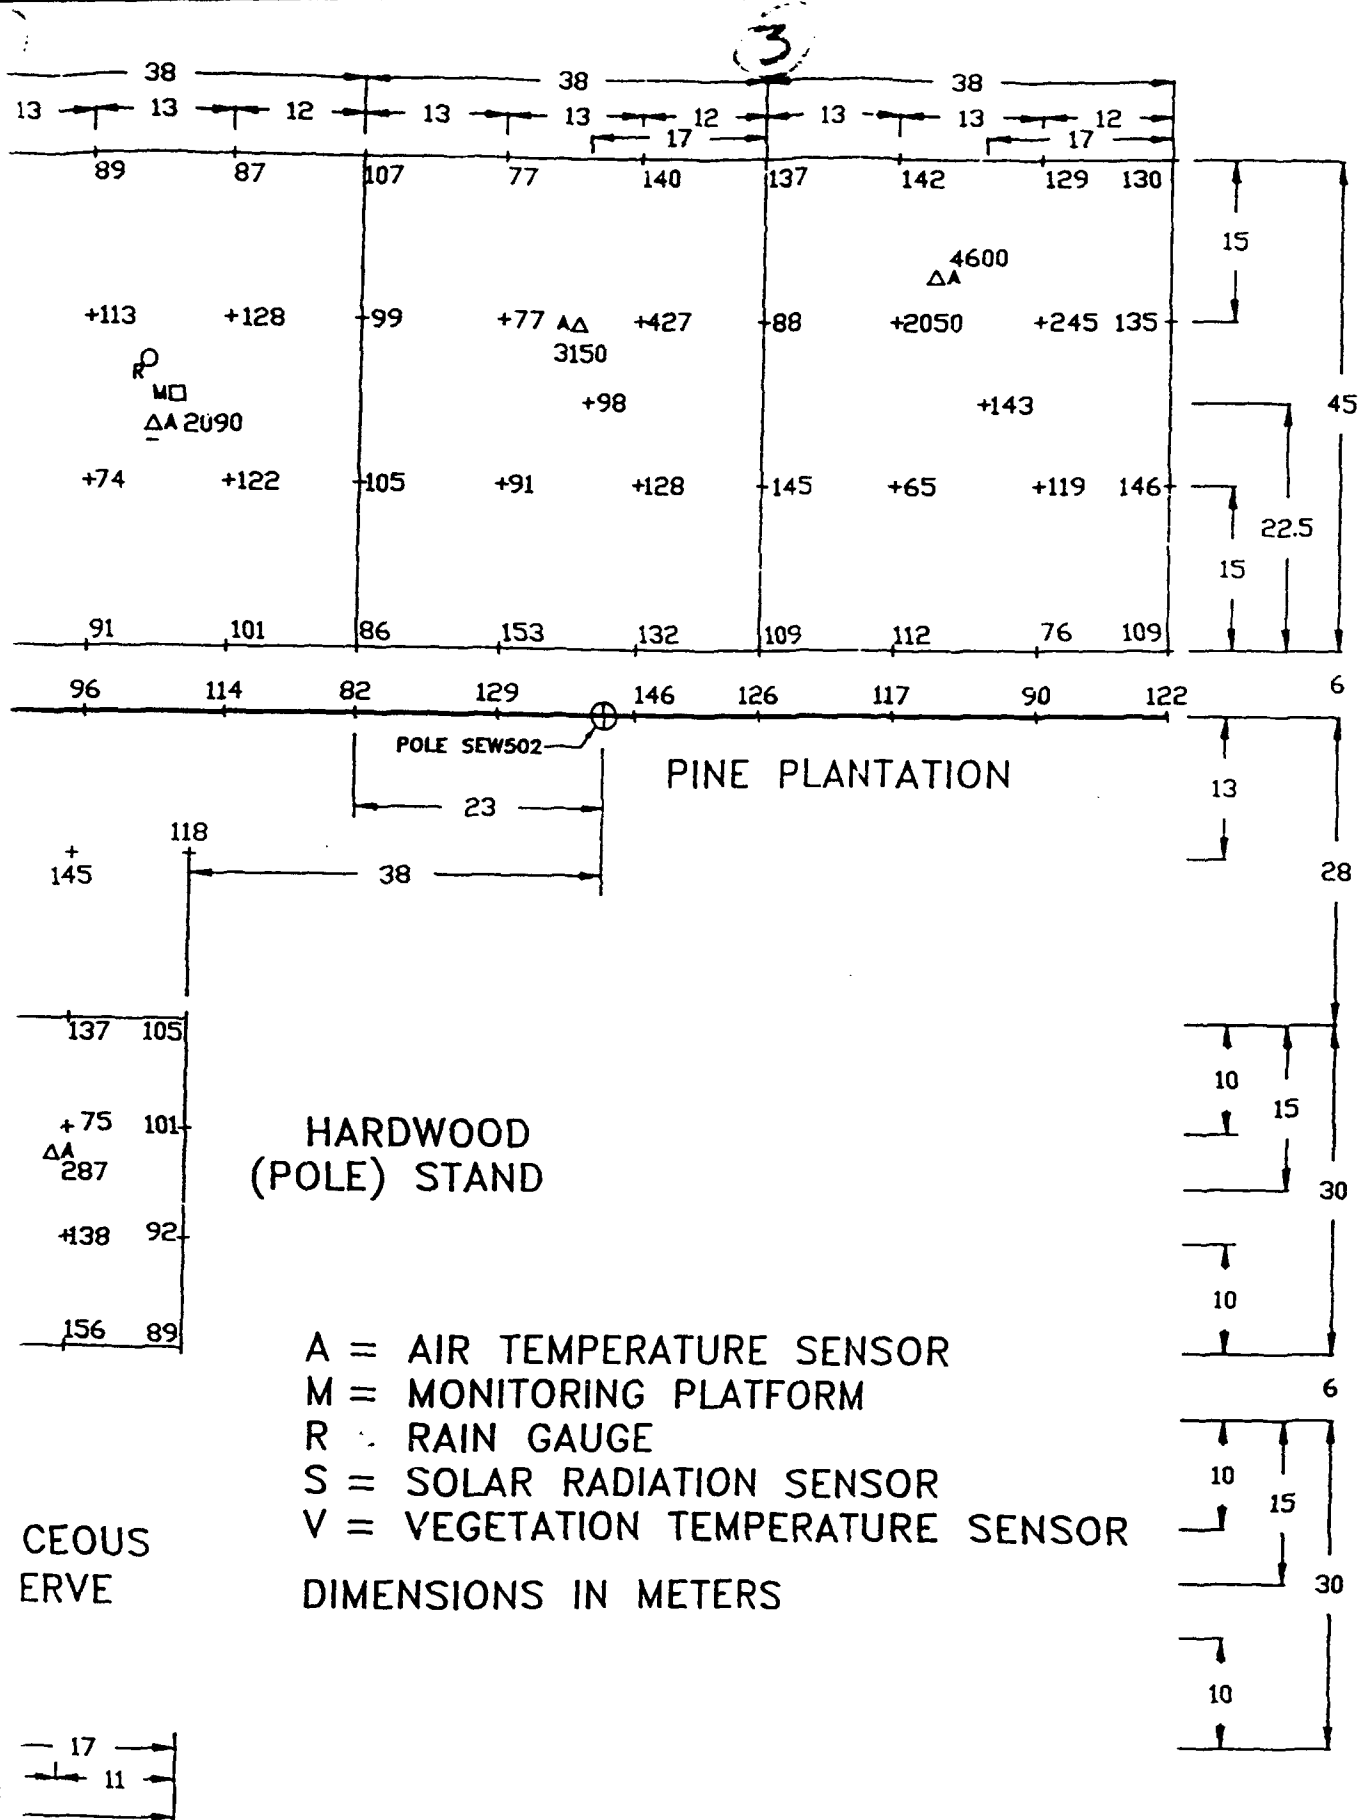 3
38 38 38
13 13 12 13 13 12 13 13 12
17 17
89 87 107 77 140 137 142 129 130
15
4600
A
+113 +128 +99 +77 A +427 +88 +2050 +245 135+
3150
R
M
+98 +143 45
A 2090
+74 +122 +105 +91 +128 +145 +65 +119 146+
22.5
15
91 101 86 153 132 109 112 76 109
96 114 82 129 146 126 117 90 122 6
POLE SEW502
PINE PLANTATION
23 13
118
+
145
38 28
137 105
10
+ 75 101
15
A
287
HARDWOOD
(POLE) STAND
30
+138 92
10
156 89
A = AIR TEMPERATURE SENSOR
M = MONITORING PLATFORM
6
R RAIN GAUGE
S = SOLAR RADIATION SENSOR
10
15
V = VEGETATION TEMPERATURE SENSOR
CEOUS
ERVE
DIMENSIONS IN METERS
30
10
17
11